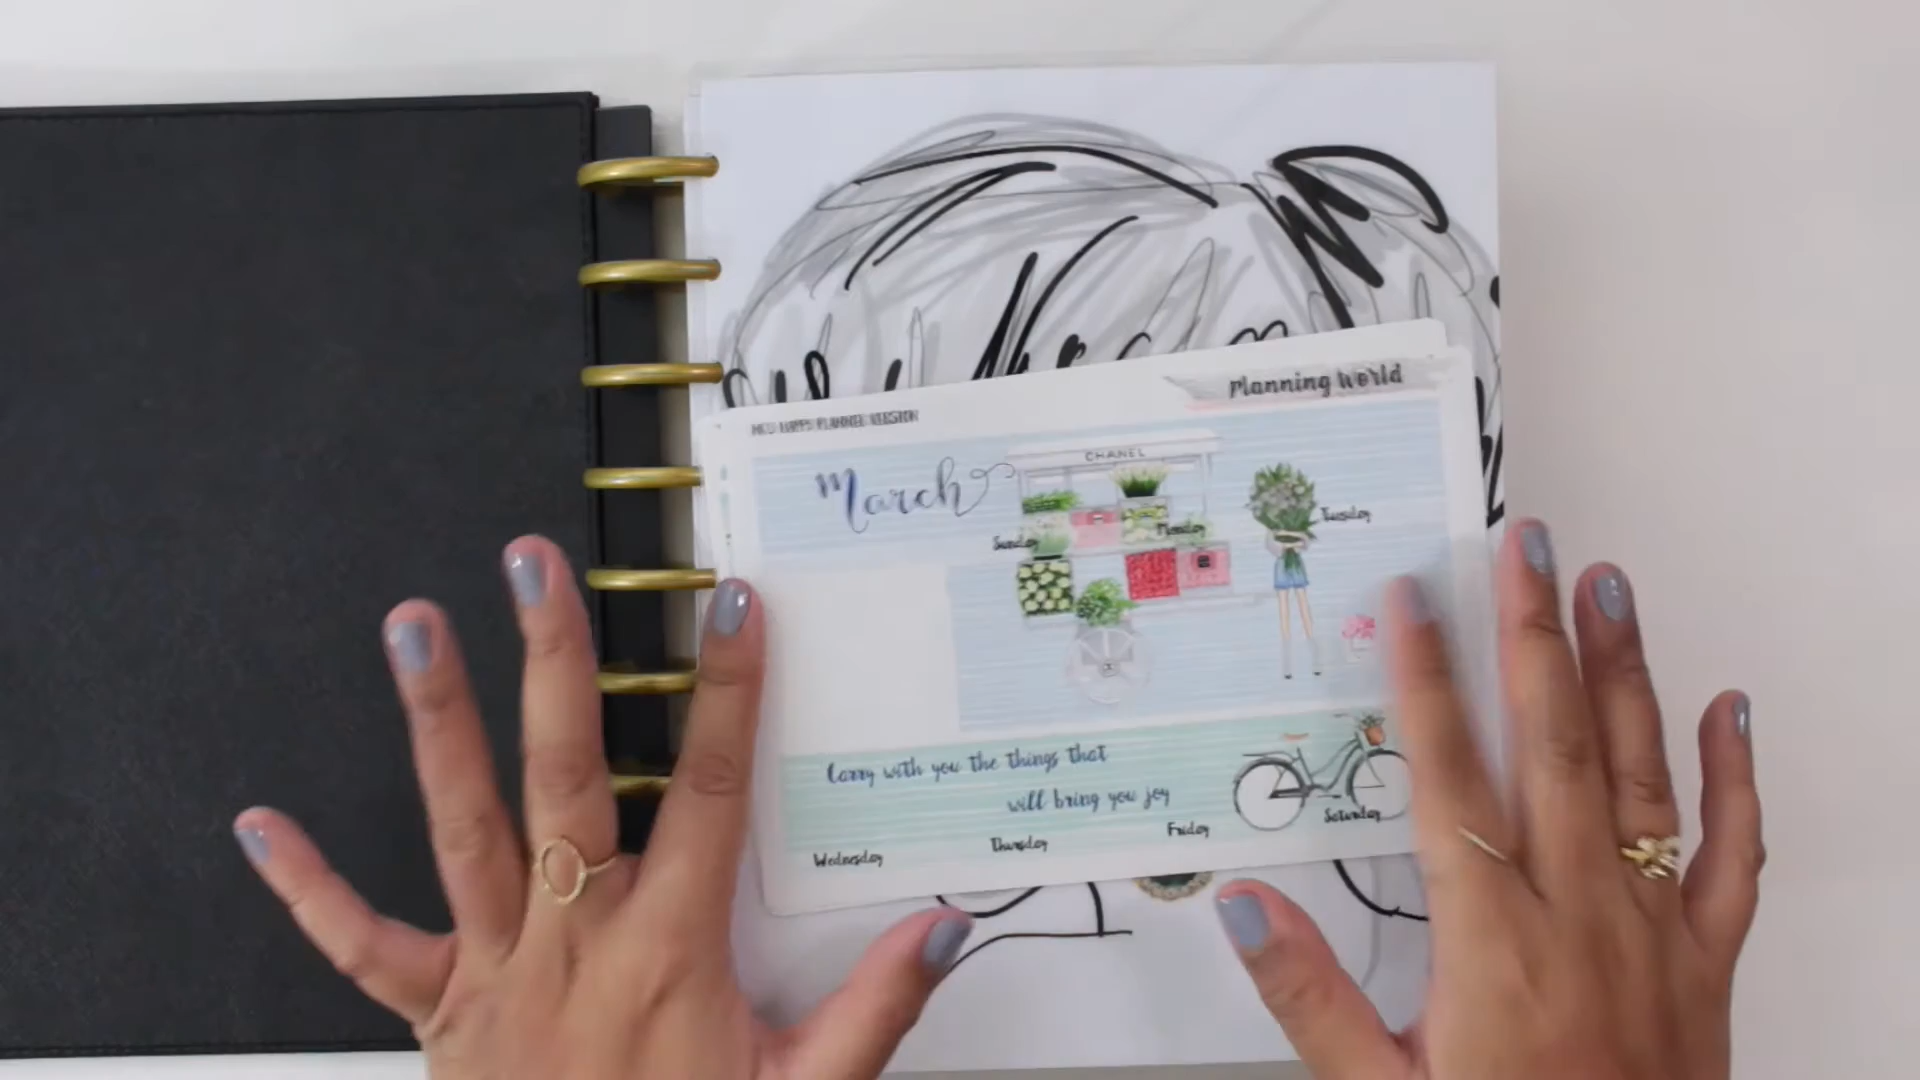 Planning World
NEW HAPPY PLANNER VERSION
March
CHANEL
Sunday
Monday
Tuesday
Carry with you the things that
will bring you joy
Wednesday
Thursday
Friday
Saturday